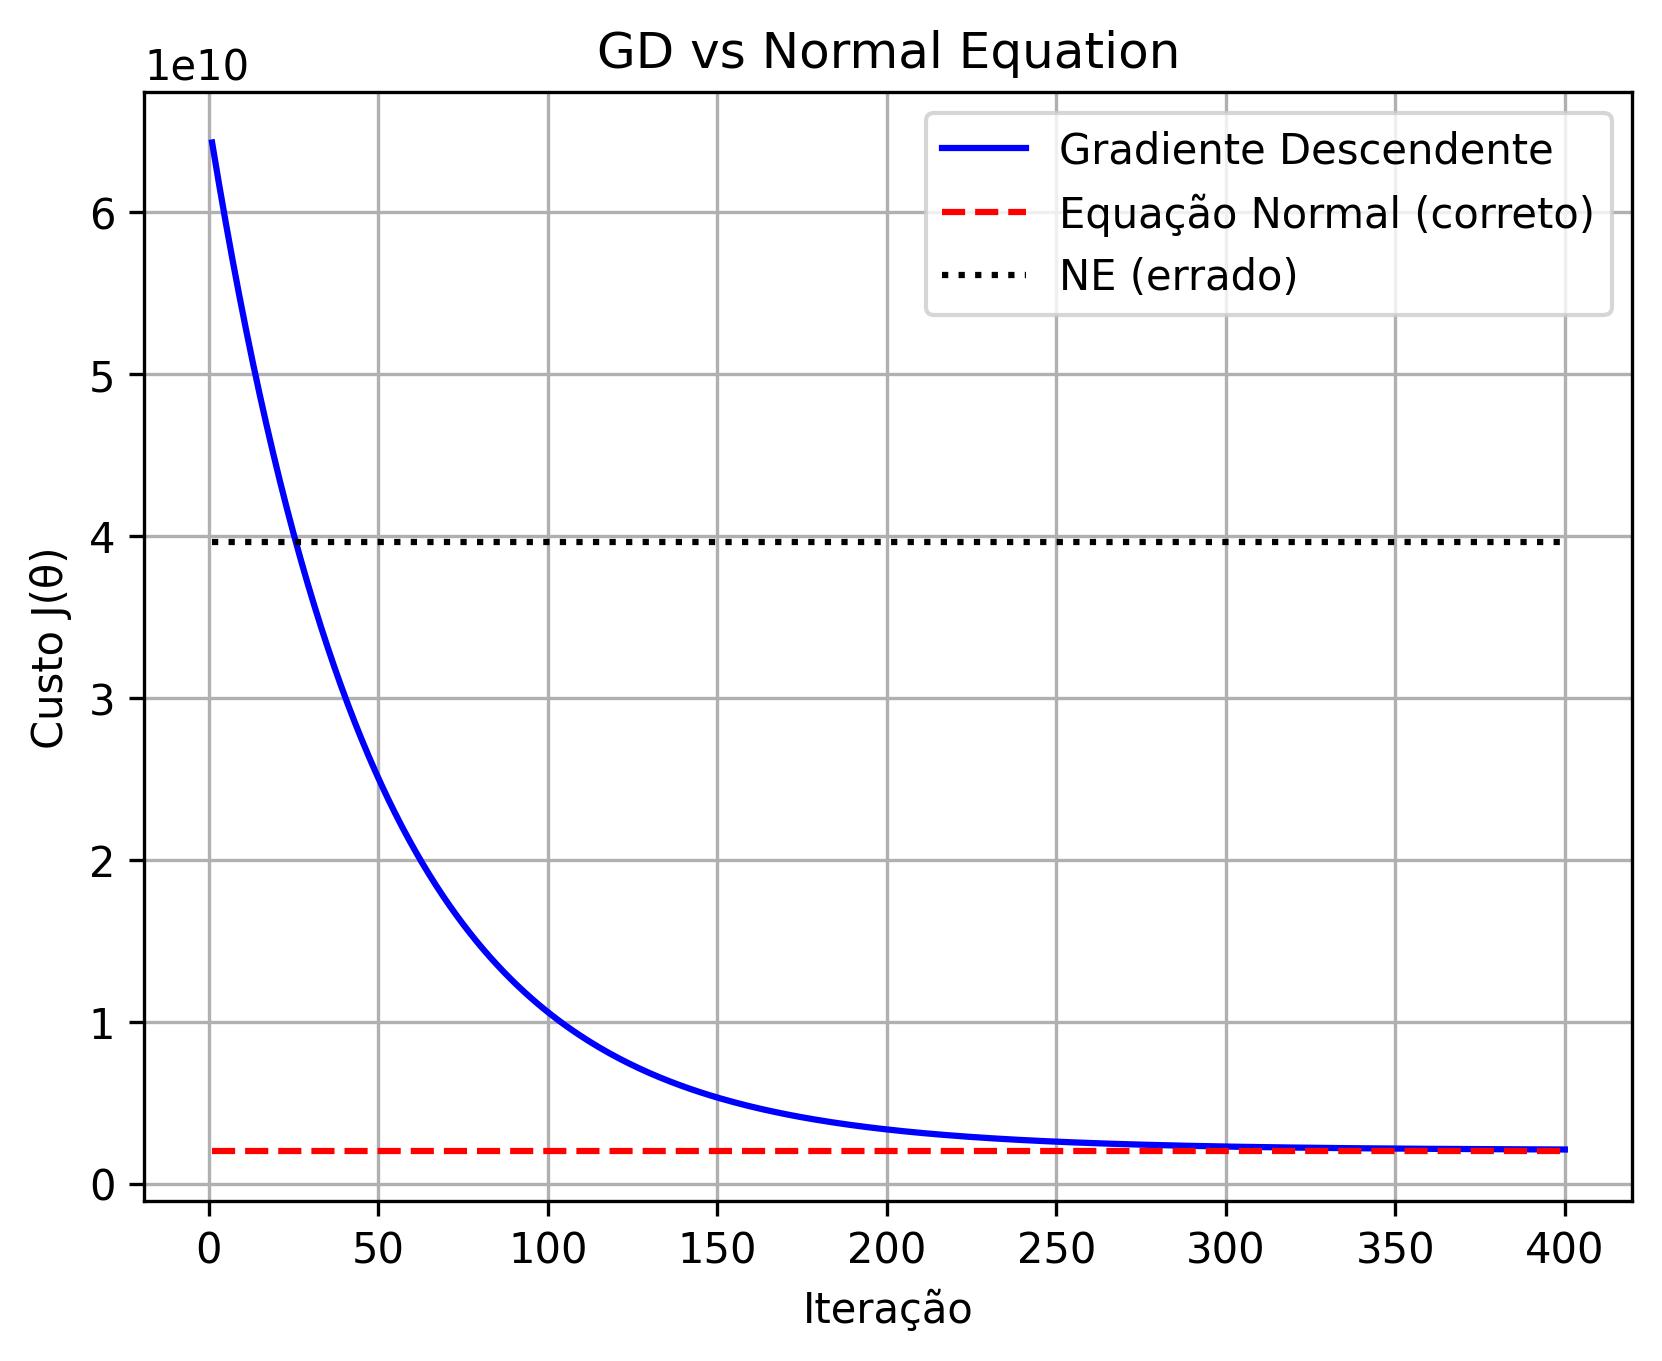 GD vs Normal Equation
1e10
Gradiente Descendente
Equação Normal (correto)
NE (errado)
6
5
4
3
2
1
0
Custo J(θ)
0 50 100 150 200 250 300 350 400
Iteração